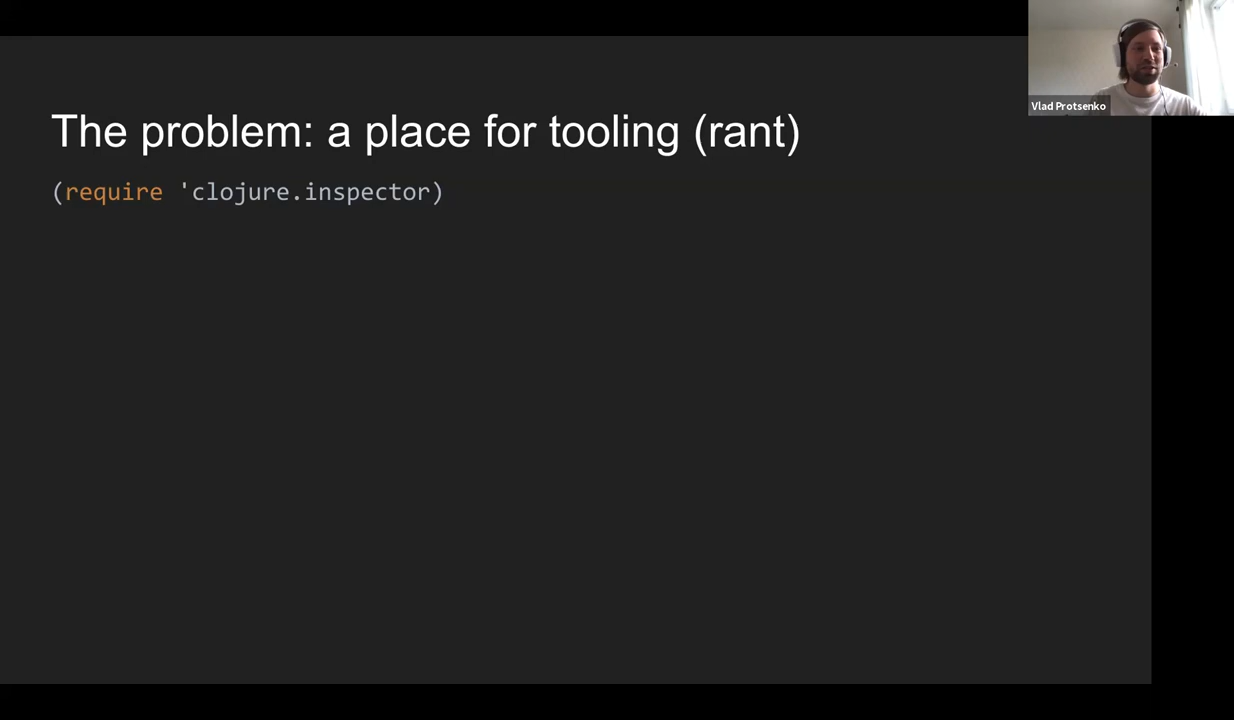 The problem: a place for tooling (rant)
(require 'clojure.inspector)
Vlad Protsenko